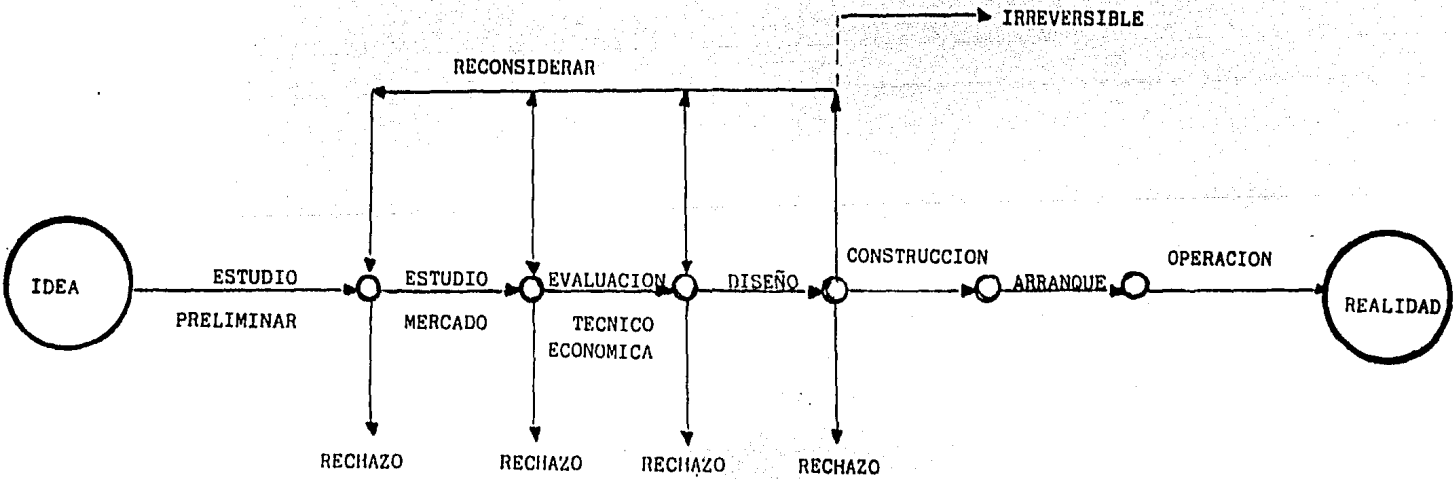 IRREVERSIBLE
RECONSIDERAR
IDEA
ESTUDIO
PRELIMINAR
ESTUDIO
MERCADO
EVALUACION
TECNICO
ECONOMICA
DISEÑO
CONSTRUCCION
ARRANQUE
OPERACION
REALIDAD
RECHAZO
RECHAZO
RECHAZO
RECHAZO